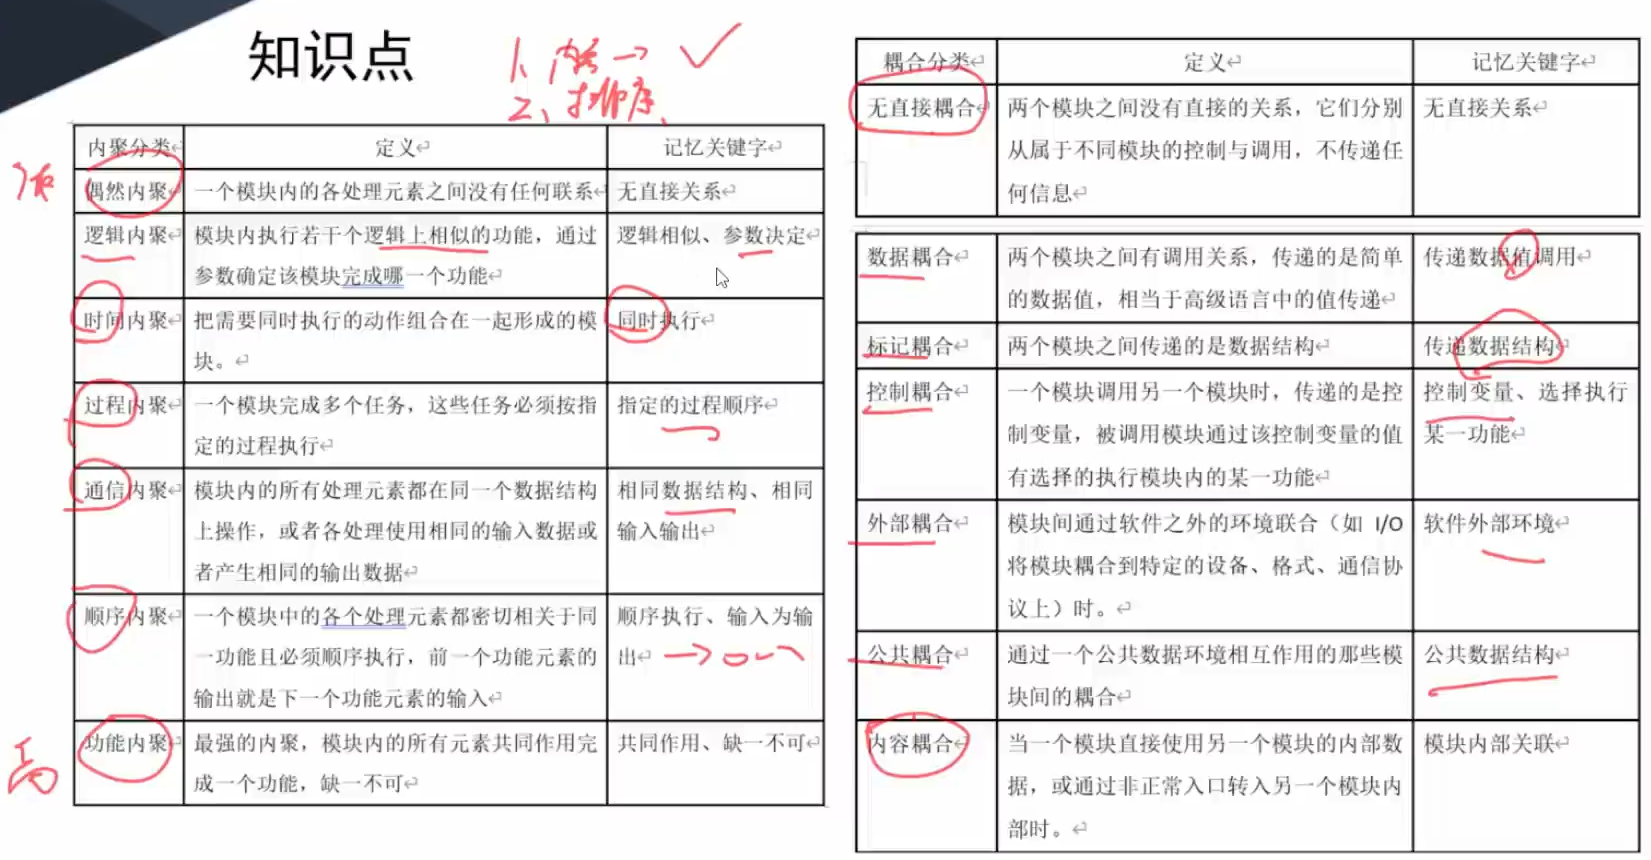 知识点
1、内容→ ✓
2、排序、
低
高
内聚分类
定义
记忆关键字
偶然内聚
一个模块内的各处理元素之间没有任何联系
无直接关系
逻辑内聚
模块内执行若干个逻辑上相似的功能，通过
参数确定该模块完成哪一个功能
逻辑相似、参数决定
时间内聚
把需要同时执行的动作组合在一起形成的模
块。
同时执行
过程内聚
一个模块完成多个任务，这些任务必须按指
定的过程执行
指定的过程顺序
通信内聚
模块内的所有处理元素都在同一个数据结构
上操作，或者各处理使用相同的输入数据或
者产生相同的输出数据
相同数据结构、相同
输入输出
顺序内聚
一个模块中的各个处理元素都密切相关于同
一功能且必须顺序执行，前一个功能元素的
输出就是下一个功能元素的输入
顺序执行、输入为输
出
功能内聚
最强的内聚，模块内的所有元素共同作用完
成一个功能，缺一不可
共同作用、缺一不可
耦合分类
定义
记忆关键字
无直接耦合
两个模块之间没有直接的关系，它们分别
从属于不同模块的控制与调用，不传递任
何信息
无直接关系
数据耦合
两个模块之间有调用关系，传递的是简单
的数据值，相当于高级语言中的值传递
传递数据值调用
标记耦合
两个模块之间传递的是数据结构
传递数据结构
控制耦合
一个模块调用另一个模块时，传递的是控
制变量，被调用模块通过该控制变量的值
有选择的执行模块内的某一功能
控制变量、选择执行
某一功能
外部耦合
模块间通过软件之外的环境联合（如 I/O
将模块耦合到特定的设备、格式、通信协
议上）时。
软件外部环境
公共耦合
通过一个公共数据环境相互作用的那些模
块间的耦合
公共数据结构
内容耦合
当一个模块直接使用另一个模块的内部数
据，或通过非正常入口转入另一个模块内
部时。
模块内部关联